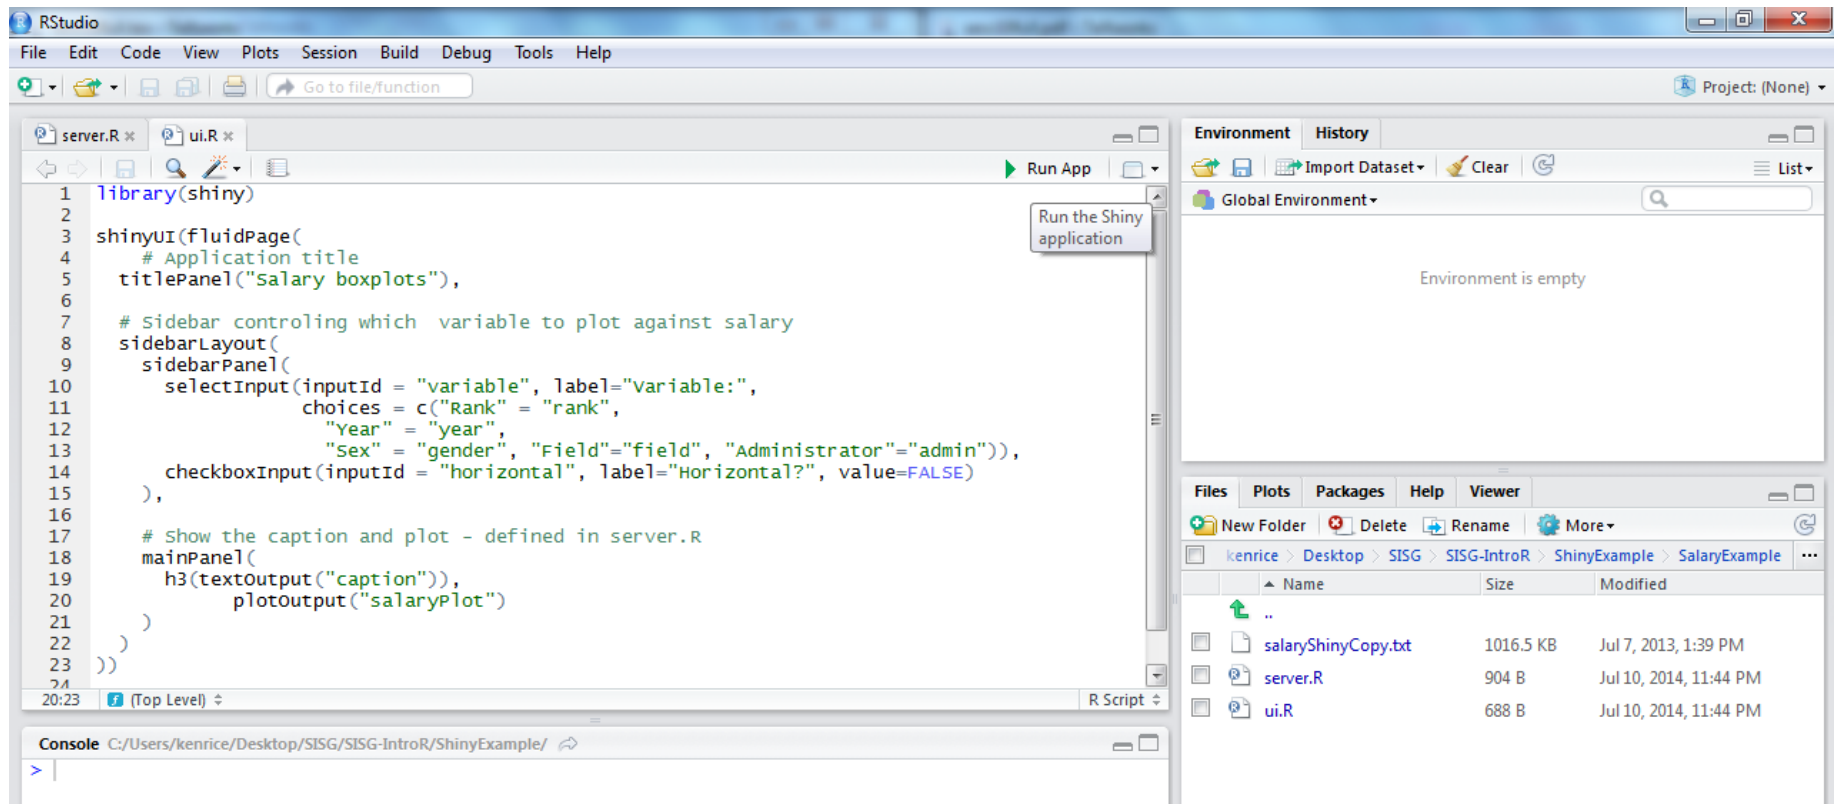 RStudio
File Edit Code View Plots Session Build Debug Tools Help
Go to file/function
Project: (None)
server.R ui.R
Run App
Run the Shiny
application
1 library(shiny)
2
3 shinyUI(fluidPage(
4 # Application title
5 titlePanel("Salary boxplots"),
6
7 # Sidebar controling which  variable to plot against salary
8 sidebarLayout(
9 sidebarPanel(
10 selectInput(inputId = "variable", label="Variable:",
11 choices = c("Rank" = "rank",
12 "Year" = "year",
13 "Sex" = "gender", "Field"="field", "Administrator"="admin")),
14 checkboxInput(inputId = "horizontal", label="Horizontal?", value=FALSE)
15 ),
16
17 # Show the caption and plot - defined in server.R
18 mainPanel(
19 h3(textOutput("caption")),
20 plotOutput("salaryPlot")
21 )
22 )
23 ))
24
20:23 (Top Level) R Script
Console C:/Users/kenrice/Desktop/SISG/SISG-IntroR/ShinyExample/
>
Environment History
Import Dataset Clear List
Global Environment
Environment is empty
Files Plots Packages Help Viewer
New Folder Delete Rename More
kenrice > Desktop > SISG > SISG-IntroR > ShinyExample > SalaryExample ...
Name Size Modified
..
salaryShinyCopy.txt 1016.5 KB Jul 7, 2013, 1:39 PM
server.R 904 B Jul 10, 2014, 11:44 PM
ui.R 688 B Jul 10, 2014, 11:44 PM